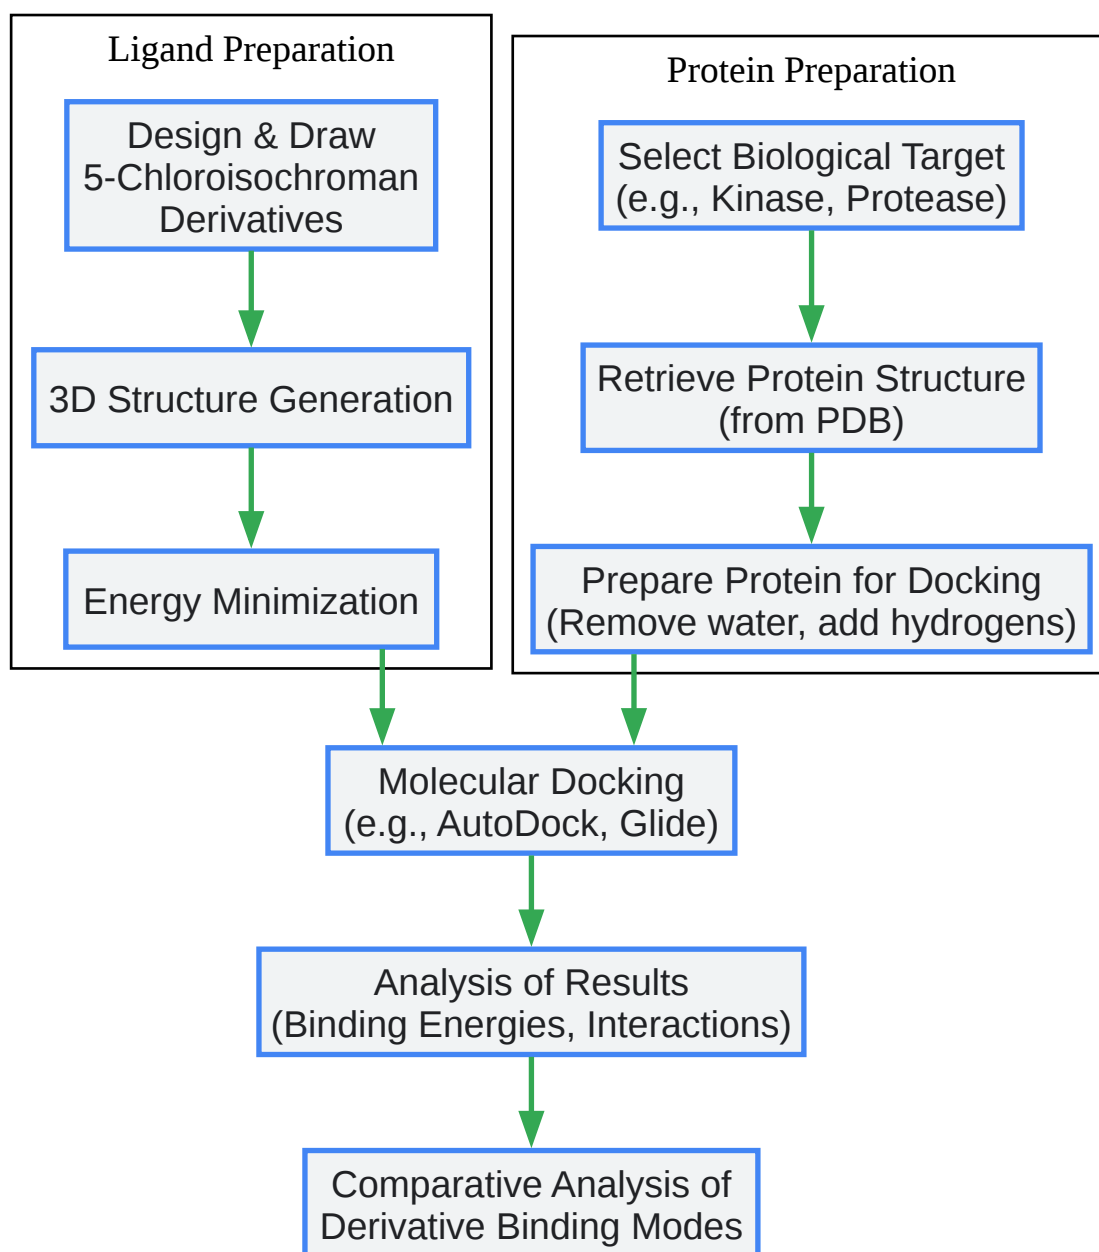 Ligand Preparation
Design & Draw
5-Chloroisochroman
Derivatives
3D Structure Generation
Energy Minimization
Protein Preparation
Select Biological Target
(e.g., Kinase, Protease)
Retrieve Protein Structure
(from PDB)
Prepare Protein for Docking
(Remove water, add hydrogens)
Molecular Docking
(e.g., AutoDock, Glide)
Analysis of Results
(Binding Energies, Interactions)
Comparative Analysis of
Derivative Binding Modes